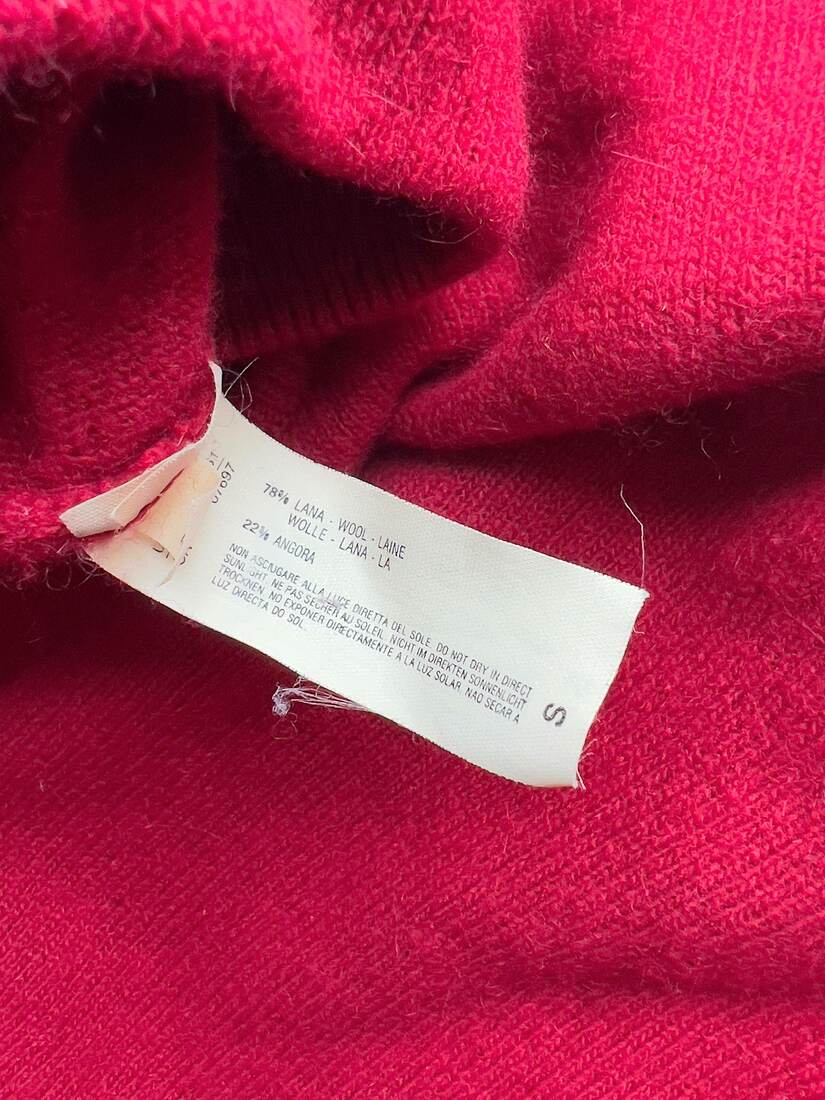 78% LANA - WOOL - LAINE
WOLLE - LANA - LA
22% ANGORA
NON ASCIUGARE ALLA LUCE DIRETTA DEL SOLE. DO NOT DRY IN DIRECT
SUNLIGHT. NE PAS SECHER AU SOLEIL. NICHT IM DIREKTEN SONNENLICHT
TROCKNEN. NO EXPONER DIRECTAMENTE A LA LUZ SOLAR. NAO SECAR A
LUZ DIRECTA DO SOL.
S